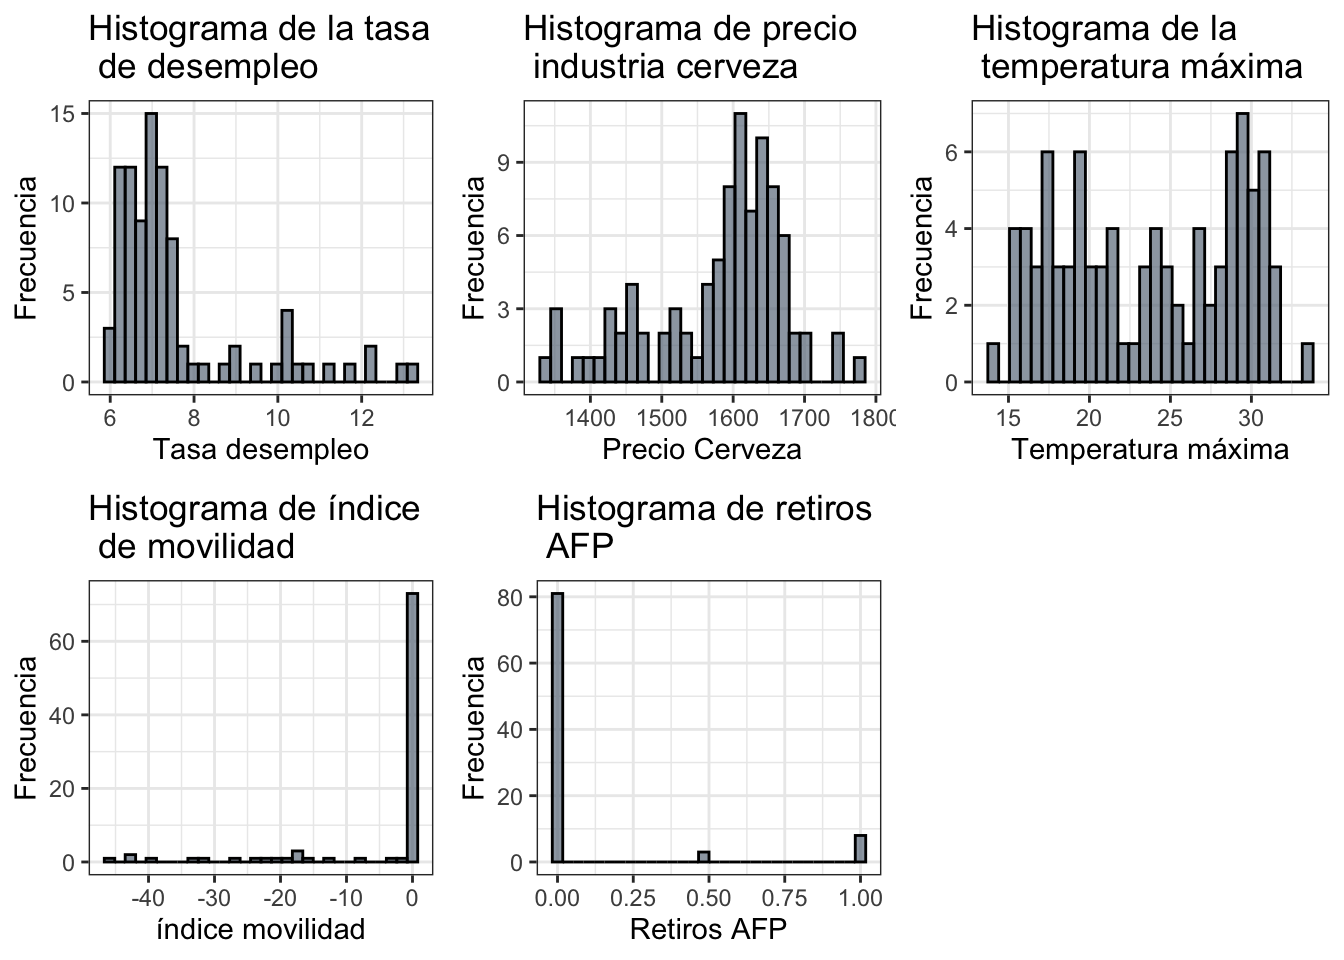 Histograma de la tasa
de desempleo
Frecuencia
15
10
5
0
6 8 10 12
Tasa desempleo
Histograma de precio
industria cerveza
Frecuencia
9
6
3
0
1400 1500 1600 1700 1800
Precio Cerveza
Histograma de la
temperatura máxima
Frecuencia
6
4
2
0
15 20 25 30
Temperatura máxima
Histograma de índice
de movilidad
Frecuencia
60
40
20
0
-40 -30 -20 -10 0
índice movilidad
Histograma de retiros
AFP
Frecuencia
80
60
40
20
0
0.00 0.25 0.50 0.75 1.00
Retiros AFP